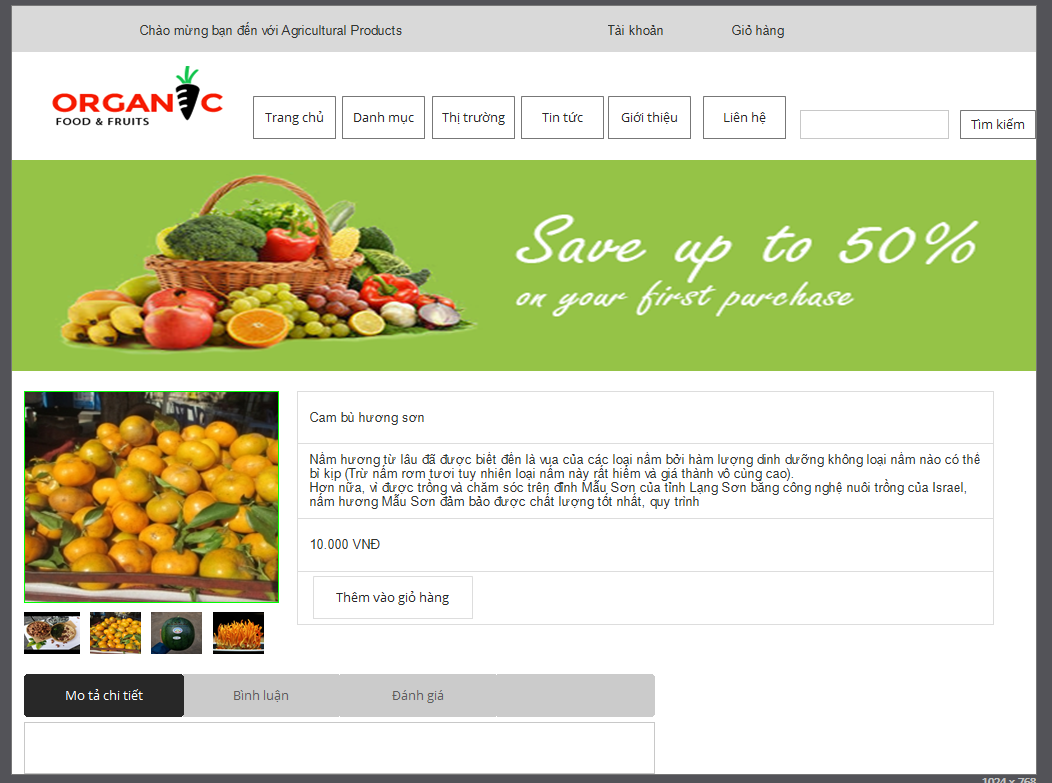 Chào mừng bạn đến với Agricultural Products
Tài khoản
Giỏ hàng
ORGANIC
FOOD & FRUITS
Trang chủ
Danh mục
Thị trường
Tin tức
Giới thiệu
Liên hệ
Tìm kiếm
Save up to 50%
on your first purchase
Cam bù hương sơn
Nấm hương từ lâu đã được biết đến là vua của các loại nấm bởi hàm lượng dinh dưỡng không loại nấm nào có thể
bì kịp (Trừ nấm rơm tươi tuy nhiên loại nấm này rất hiếm và giá thành vô cùng cao).
Hơn nữa, vì được trồng và chăm sóc trên đỉnh Mẫu Sơn của tỉnh Lạng Sơn bằng công nghệ nuôi trồng của Israel,
nấm hương Mẫu Sơn đảm bảo được chất lượng tốt nhất, quy trình
10.000 VNĐ
Thêm vào giỏ hàng
Mo tả chi tiết
Bình luận
Đánh giá
1024 x 768